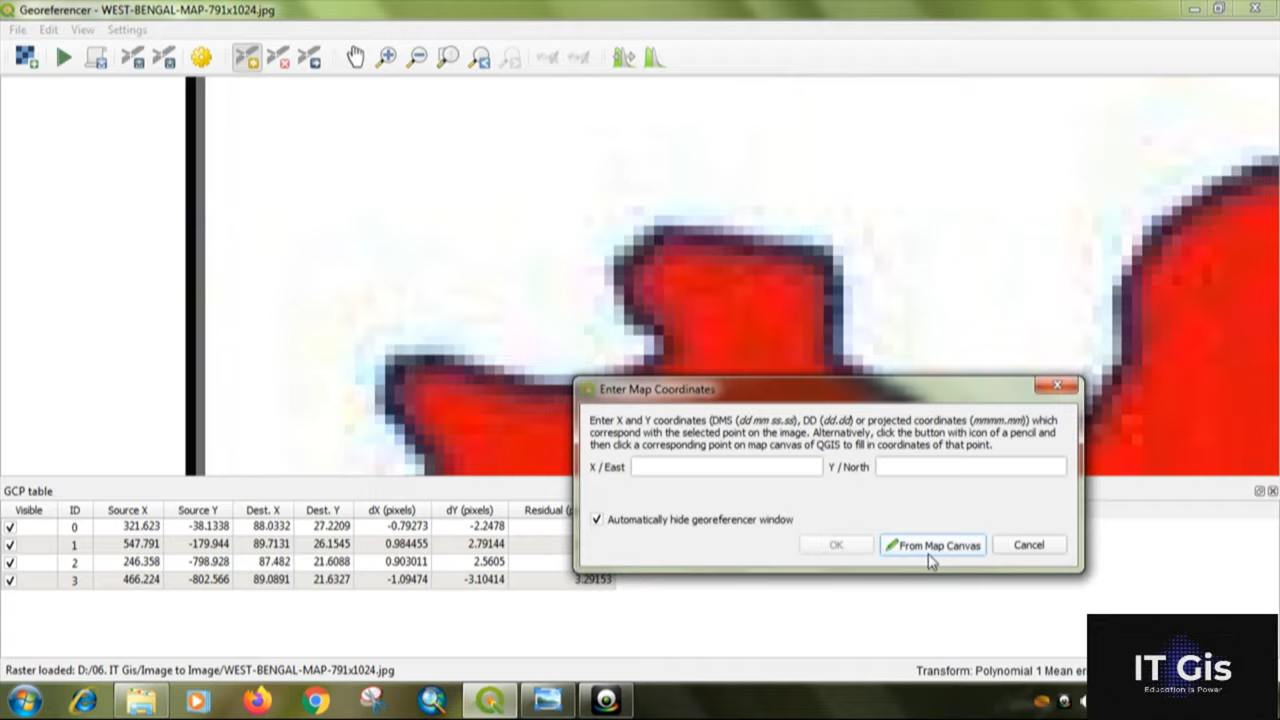 Georeferencer - WEST-BENGAL-MAP-791x1024.jpg
File Edit View Settings
Enter Map Coordinates
Enter X and Y coordinates (DMS (dd mm ss.ss), DD (dd.dd) or projected coordinates (mmmm.mm)) which
correspond with the selected point on the image. Alternatively, click the button with icon of a pencil and
then click a corresponding point on map canvas of QGIS to fill in coordinates of that point.
X / East Y / North
Automatically hide georeferencer window
OK From Map Canvas Cancel
GCP table
Visible ID Source X Source Y Dest. X Dest. Y dX (pixels) dY (pixels) Residual
0 321.623 -38.1338 88.0332 27.2209 -0.79273 -2.2478
1 547.791 -179.944 89.7131 26.1545 0.984455 2.79144
2 246.358 -798.928 87.482 21.6088 0.903011 2.5605
3 466.224 -802.566 89.0891 21.6327 -1.09474 -3.10414 3.29153
Raster loaded: D:/06. IT Gis/Image to Image/WEST-BENGAL-MAP-791x1024.jpg
Transform: Polynomial 1 Mean er
IT Gis
Education is Power